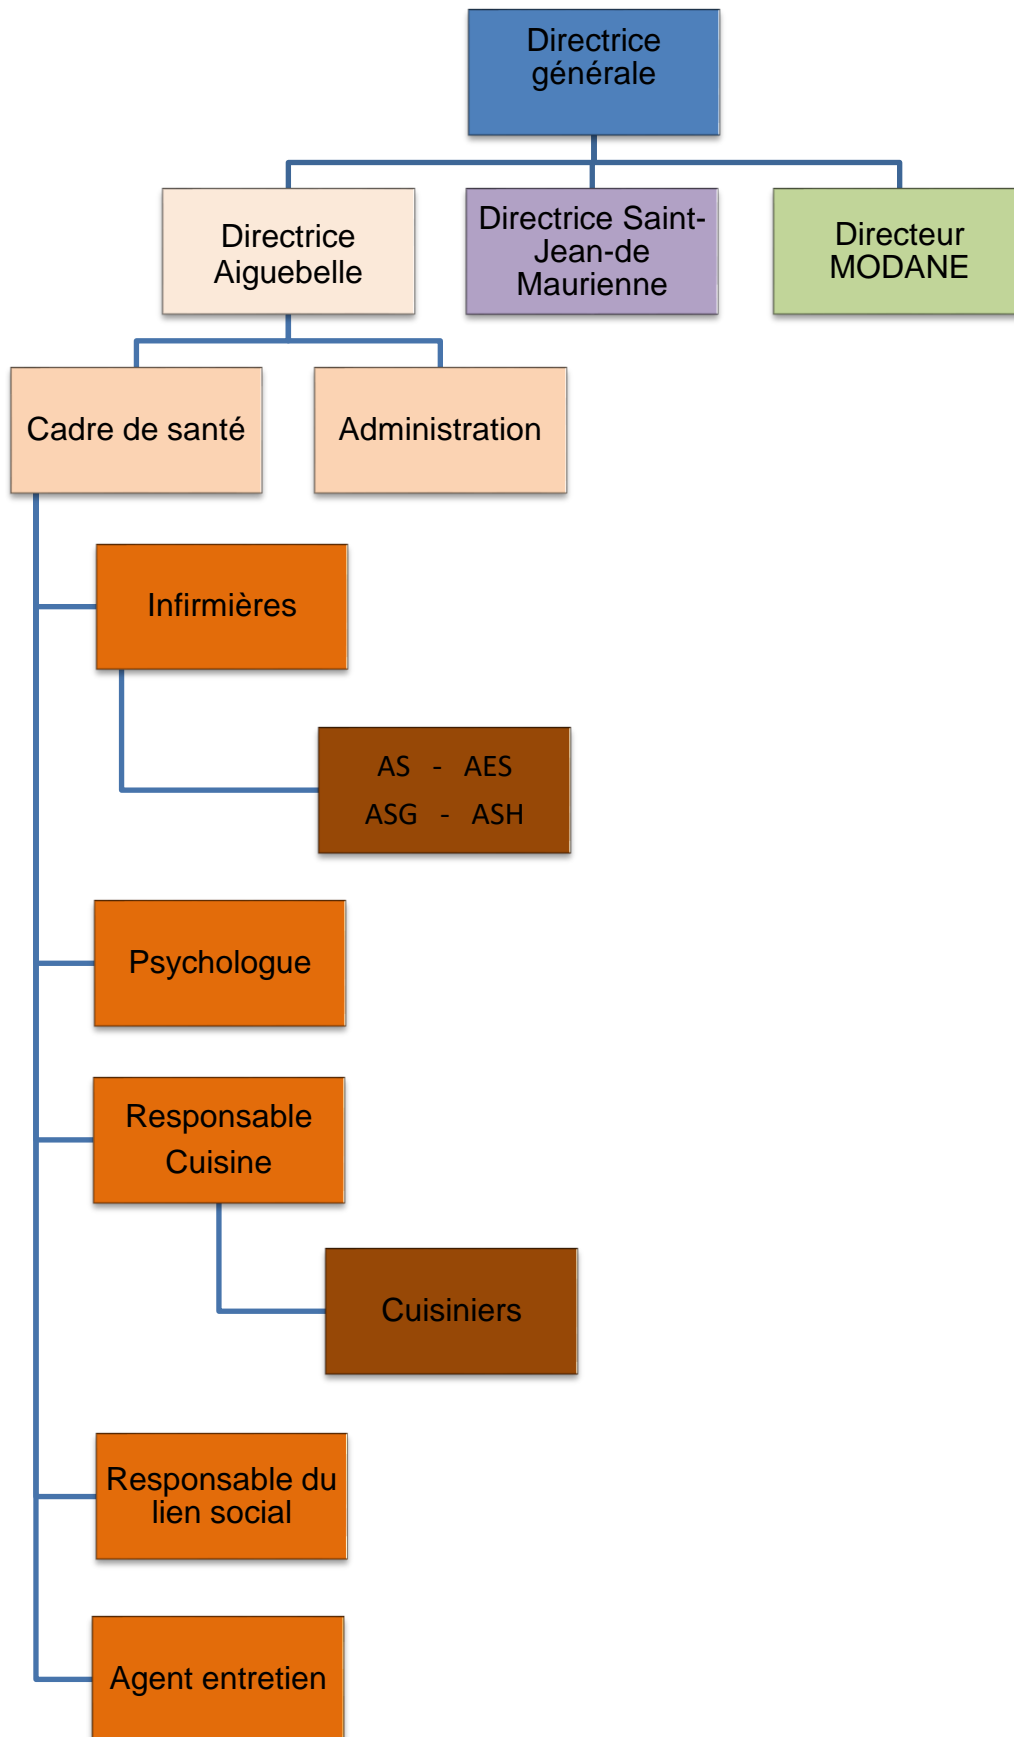 Directrice
générale
Directrice
Aiguebelle
Directrice Saint-
Jean-de
Maurienne
Directeur
MODANE
Cadre de santé
Administration
Infirmières
AS - AES
ASG - ASH
Psychologue
Responsable
Cuisine
Cuisiniers
Responsable du
lien social
Agent entretien